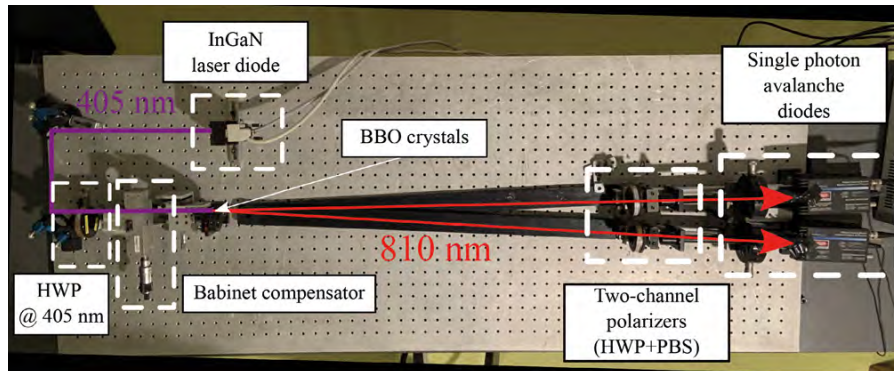 InGaN
laser diode
Single photon
avalanche
diodes
405 nm
BBO crystals
810 nm
HWP
@ 405 nm
Babinet compensator
Two-channel
polarizers
(HWP+PBS)